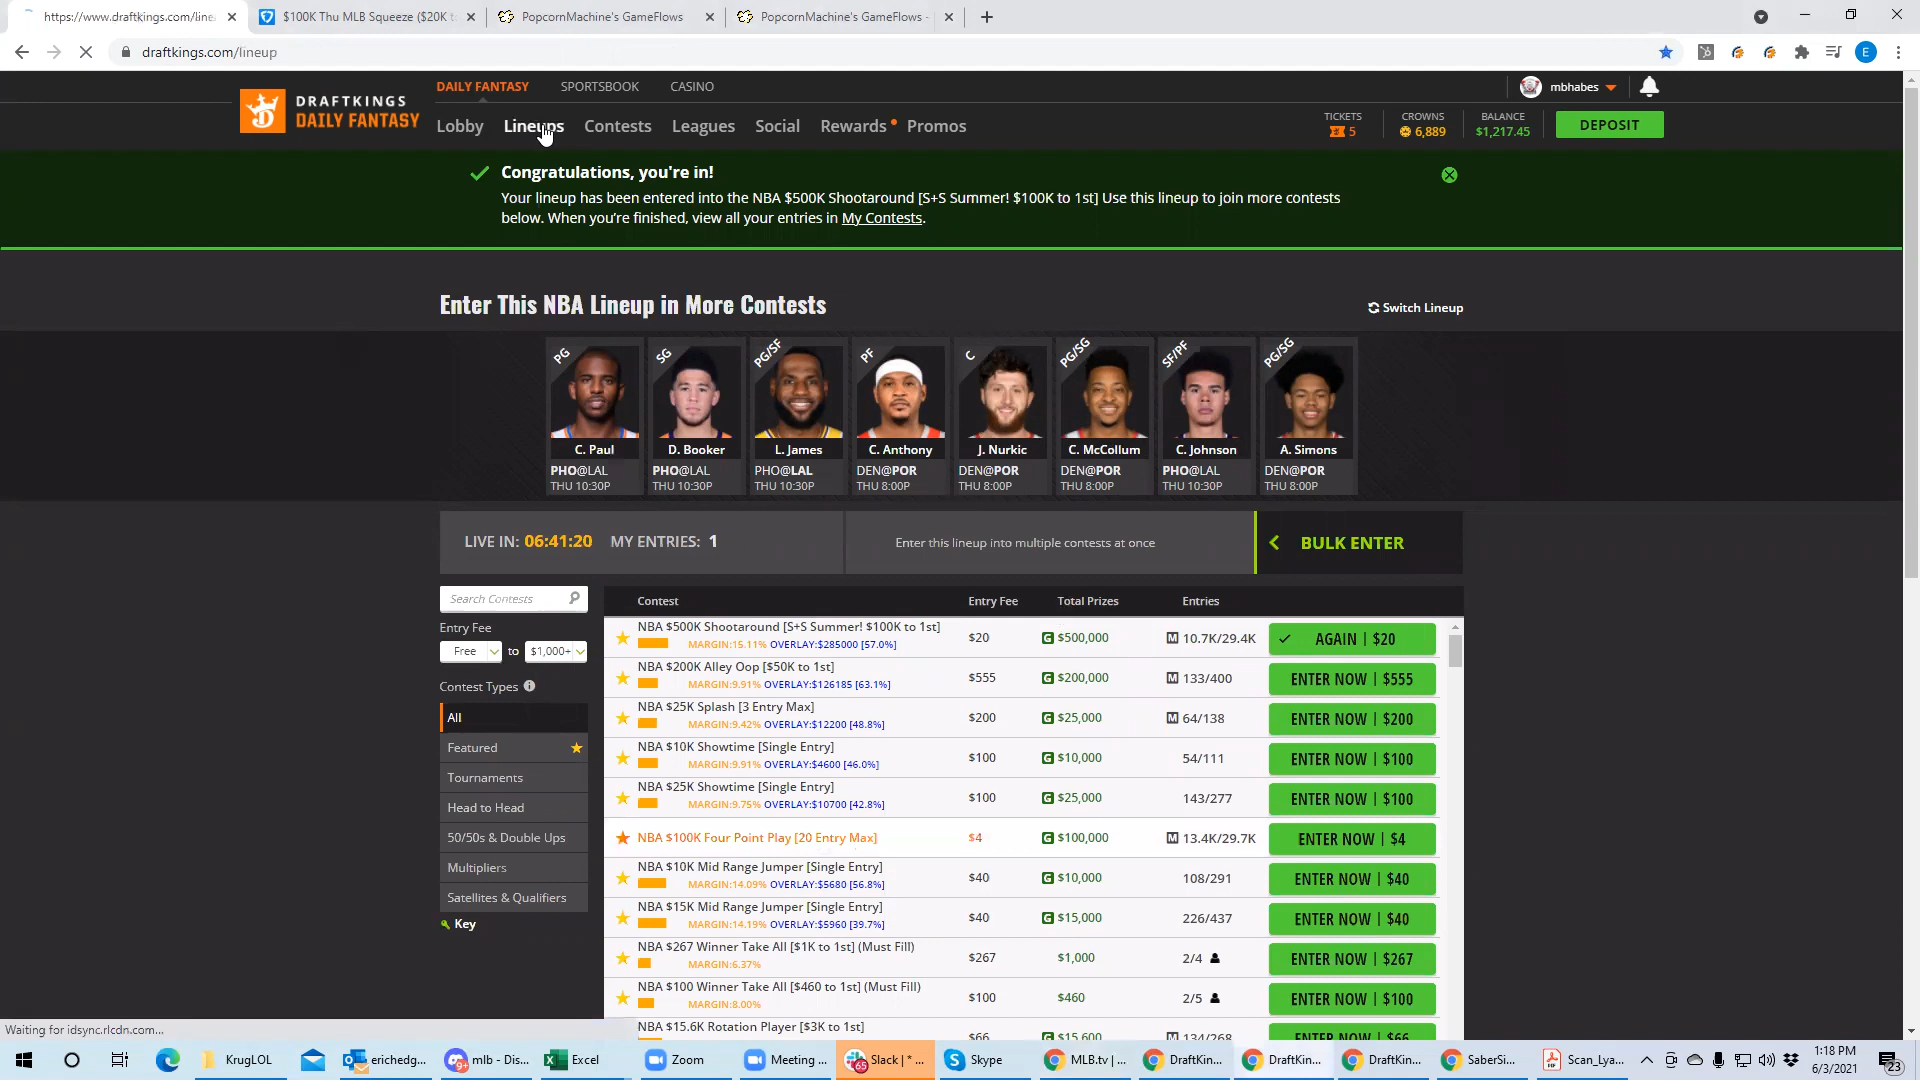 https://www.draftkings.com/line
$100K Thu MLB Squeeze ($20K t
PopcornMachine's GameFlows
PopcornMachine's GameFlows -
draftkings.com/lineup
DAILY FANTASY
SPORTSBOOK
CASINO
mbhabes
DRAFTKINGS
DAILY FANTASY
Lobby
Lineups
Contests
Leagues
Social
Rewards
Promos
TICKETS
5
CROWNS
6,889
BALANCE
$1,217.45
DEPOSIT
Congratulations, you're in!
Your lineup has been entered into the NBA $500K Shootaround [S+S Summer! $100K to 1st] Use this lineup to join more contests
below. When you're finished, view all your entries in My Contests.
Enter This NBA Lineup in More Contests
Switch Lineup
PG
C. Paul
PHO@LAL
THU 10:30P
SG
D. Booker
PHO@LAL
THU 10:30P
PG/SF
L. James
PHO@LAL
THU 10:30P
PF
C. Anthony
DEN@POR
THU 8:00P
C
J. Nurkic
DEN@POR
THU 8:00P
PG/SG
C. McCollum
DEN@POR
THU 8:00P
SF/PF
C. Johnson
PHO@LAL
THU 10:30P
PG/SG
A. Simons
DEN@POR
THU 8:00P
LIVE IN: 06:41:20 MY ENTRIES: 1
Enter this lineup into multiple contests at once
BULK ENTER
Search Contests
Entry Fee
Free to $1,000+
Contest Types
All
Featured
Tournaments
Head to Head
50/50s & Double Ups
Multipliers
Satellites & Qualifiers
Key
Contest Entry Fee Total Prizes Entries
NBA $500K Shootaround [S+S Summer! $100K to 1st]
MARGIN:15.11% OVERLAY:$285000 [57.0%]
$20 G $500,000 M 10.7K/29.4K AGAIN | $20
NBA $200K Alley Oop [$50K to 1st]
MARGIN:9.91% OVERLAY:$126185 [63.1%]
$555 G $200,000 M 133/400 ENTER NOW | $555
NBA $25K Splash [3 Entry Max]
MARGIN:9.42% OVERLAY:$12200 [48.8%]
$200 G $25,000 M 64/138 ENTER NOW | $200
NBA $10K Showtime [Single Entry]
MARGIN:9.91% OVERLAY:$4600 [46.0%]
$100 G $10,000 54/111 ENTER NOW | $100
NBA $25K Showtime [Single Entry]
MARGIN:9.75% OVERLAY:$10700 [42.8%]
$100 G $25,000 143/277 ENTER NOW | $100
NBA $100K Four Point Play [20 Entry Max] $4 G $100,000 M 13.4K/29.7K ENTER NOW | $4
NBA $10K Mid Range Jumper [Single Entry]
MARGIN:14.09% OVERLAY:$5680 [56.8%]
$40 G $10,000 108/291 ENTER NOW | $40
NBA $15K Mid Range Jumper [Single Entry]
MARGIN:14.19% OVERLAY:$5960 [39.7%]
$40 G $15,000 226/437 ENTER NOW | $40
NBA $267 Winner Take All [$1K to 1st] (Must Fill)
MARGIN:6.37%
$267 $1,000 2/4 ENTER NOW | $267
NBA $100 Winner Take All [$460 to 1st] (Must Fill)
MARGIN:8.00%
$100 $460 2/5 ENTER NOW | $100
NBA $15.6K Rotation Player [$3K to 1st]
$66 G $15,600 M 134/268 ENTER NOW | $66
Waiting for idsync.rlcdn.com...
KrugLOL
erichedg...
mlb - Dis...
Excel
Zoom
Meeting ...
Slack | * ...
65
Skype
MLB.tv | ...
DraftKin...
DraftKin...
DraftKin...
SaberSi...
Scan_Lya...
1:18 PM
6/3/2021
23